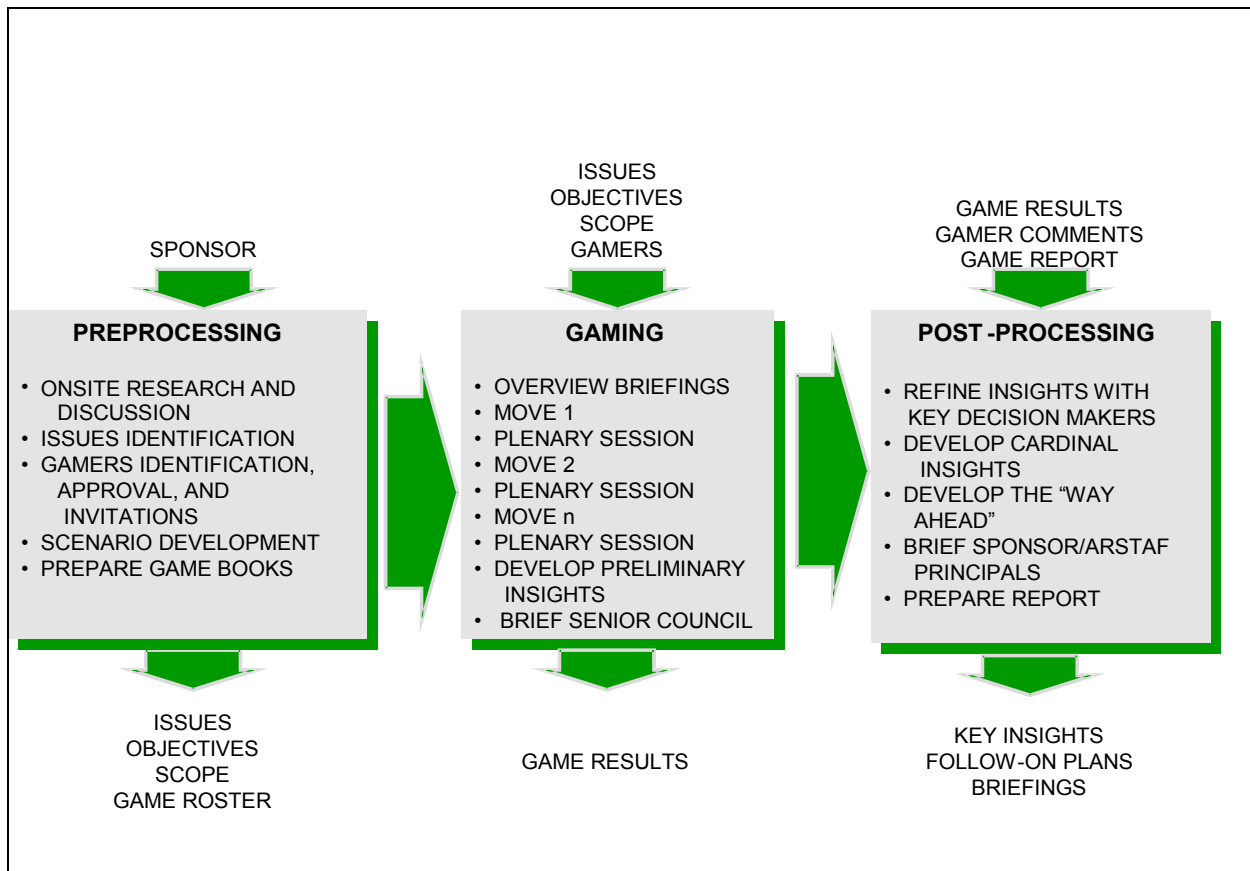 SPONSOR
PREPROCESSING
• ONSITE RESEARCH AND
DISCUSSION
• ISSUES IDENTIFICATION
• GAMERS IDENTIFICATION,
APPROVAL, AND
INVITATIONS
• SCENARIO DEVELOPMENT
• PREPARE GAME BOOKS
ISSUES
OBJECTIVES
SCOPE
GAME ROSTER
ISSUES
OBJECTIVES
SCOPE
GAMERS
GAMING
• OVERVIEW BRIEFINGS
• MOVE 1
• PLENARY SESSION
• MOVE 2
• PLENARY SESSION
• MOVE n
• PLENARY SESSION
• DEVELOP PRELIMINARY
INSIGHTS
• BRIEF SENIOR COUNCIL
GAME RESULTS
GAME RESULTS
GAMER COMMENTS
GAME REPORT
POST -PROCESSING
• REFINE INSIGHTS WITH
KEY DECISION MAKERS
• DEVELOP CARDINAL
INSIGHTS
• DEVELOP THE “WAY
AHEAD”
• BRIEF SPONSOR/ARSTAF
PRINCIPALS
• PREPARE REPORT
KEY INSIGHTS
FOLLOW-ON PLANS
BRIEFINGS